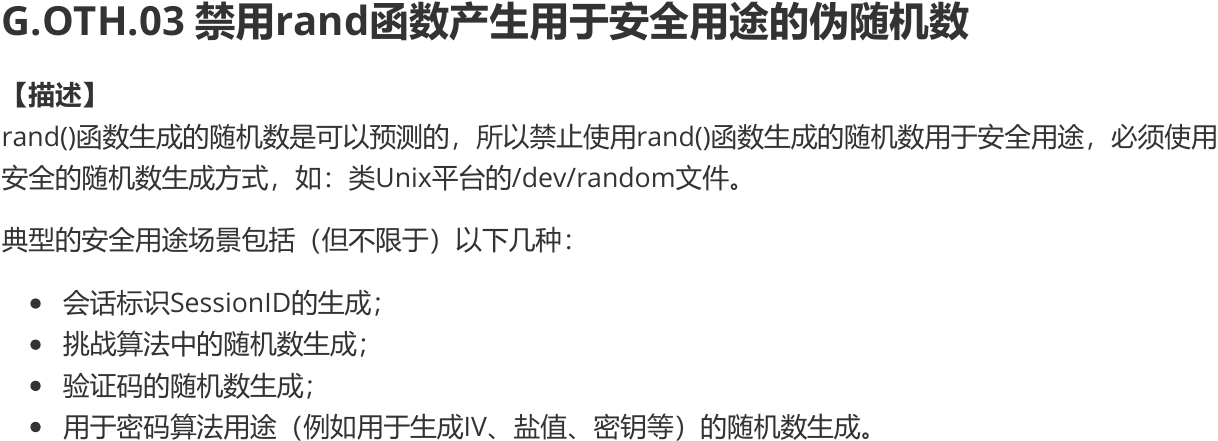 G.OTH.03 禁用rand函数产生用于安全用途的伪随机数
【描述】
rand()函数生成的随机数是可以预测的，所以禁止使用rand()函数生成的随机数用于安全用途，必须使用
安全的随机数生成方式，如：类Unix平台的/dev/random文件。
典型的安全用途场景包括（但不限于）以下几种：
• 会话标识SessionID的生成；
• 挑战算法中的随机数生成；
• 验证码的随机数生成；
• 用于密码算法用途（例如用于生成IV、盐值、密钥等）的随机数生成。